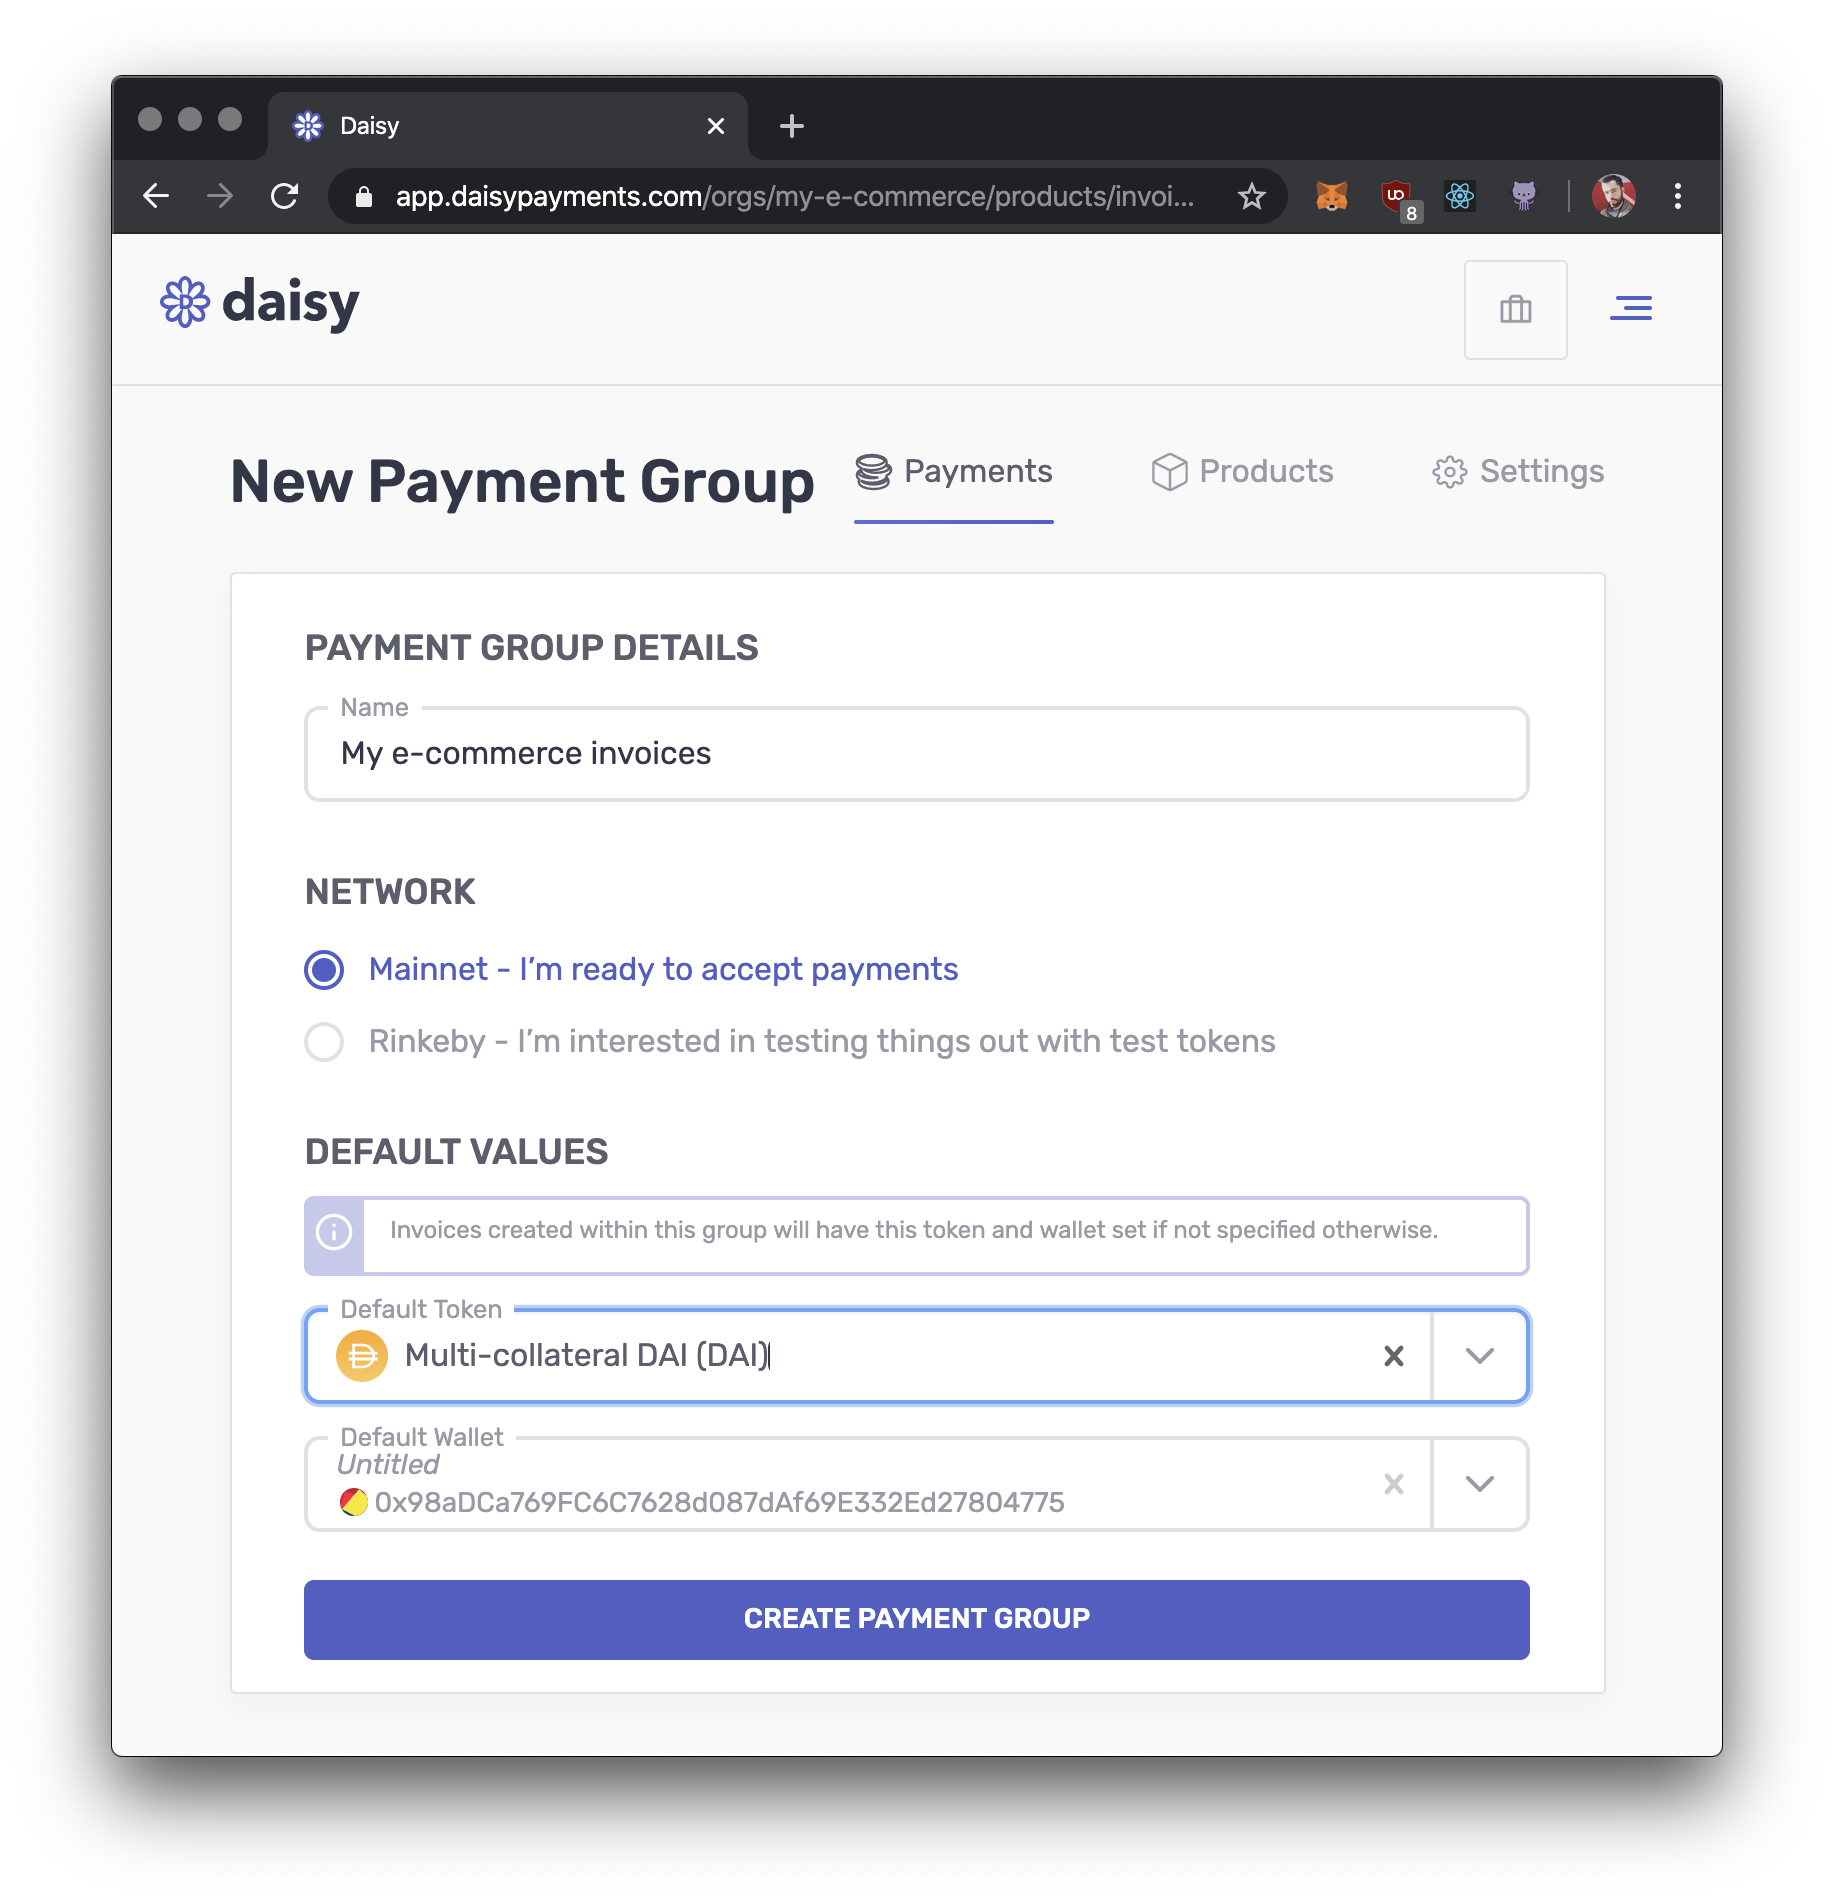 Daisy
app.daisypayments.com/orgs/my-e-commerce/products/invoi...
8
daisy
New Payment Group
Payments
Products
Settings
PAYMENT GROUP DETAILS
Name
My e-commerce invoices
NETWORK
Mainnet - I’m ready to accept payments
Rinkeby - I’m interested in testing things out with test tokens
DEFAULT VALUES
Invoices created within this group will have this token and wallet set if not specified otherwise.
Default Token
Multi-collateral DAI (DAI)
Default Wallet
Untitled
0x98aDCa769FC6C7628d087dAf69E332Ed27804775
CREATE PAYMENT GROUP